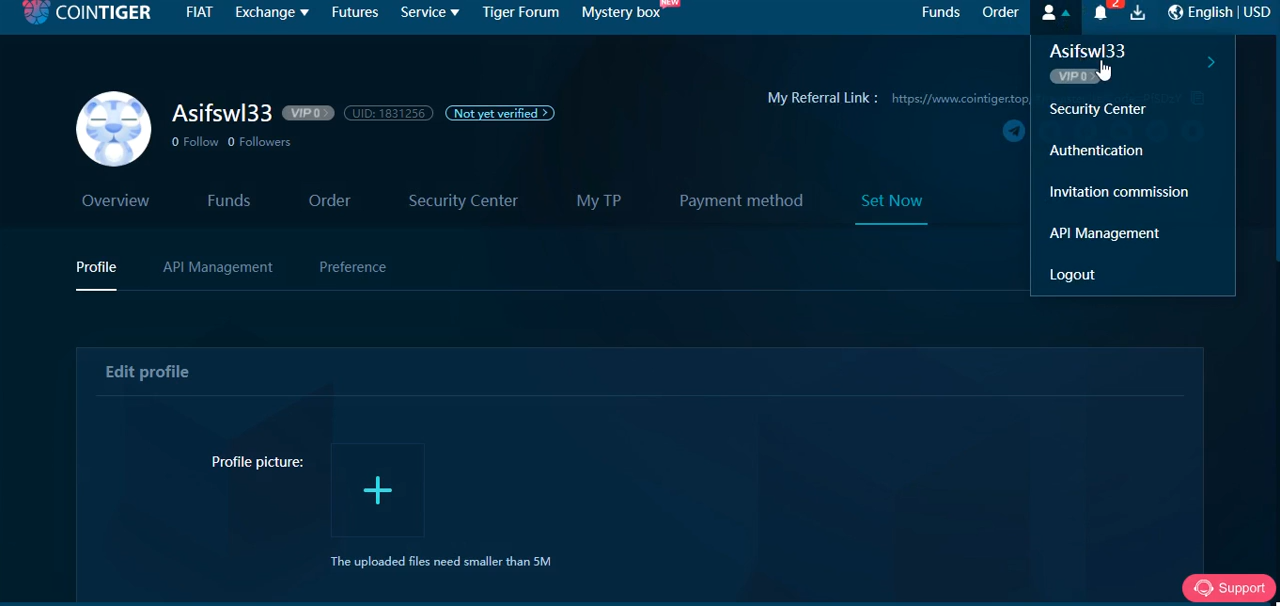 COINTIGER FIAT Exchange Futures Service Tiger Forum Mystery box NEW Funds Order 2 English | USD
Asifswl33
VIP 0
Security Center
Authentication
Invitation commission
API Management
Logout
Asifswl33 VIP 0 UID: 1831256 Not yet verified
0 Follow 0 Followers
My Referral Link : https://www.cointiger.top
Overview Funds Order Security Center My TP Payment method Set Now
Profile API Management Preference
Edit profile
Profile picture:
The uploaded files need smaller than 5M
Support